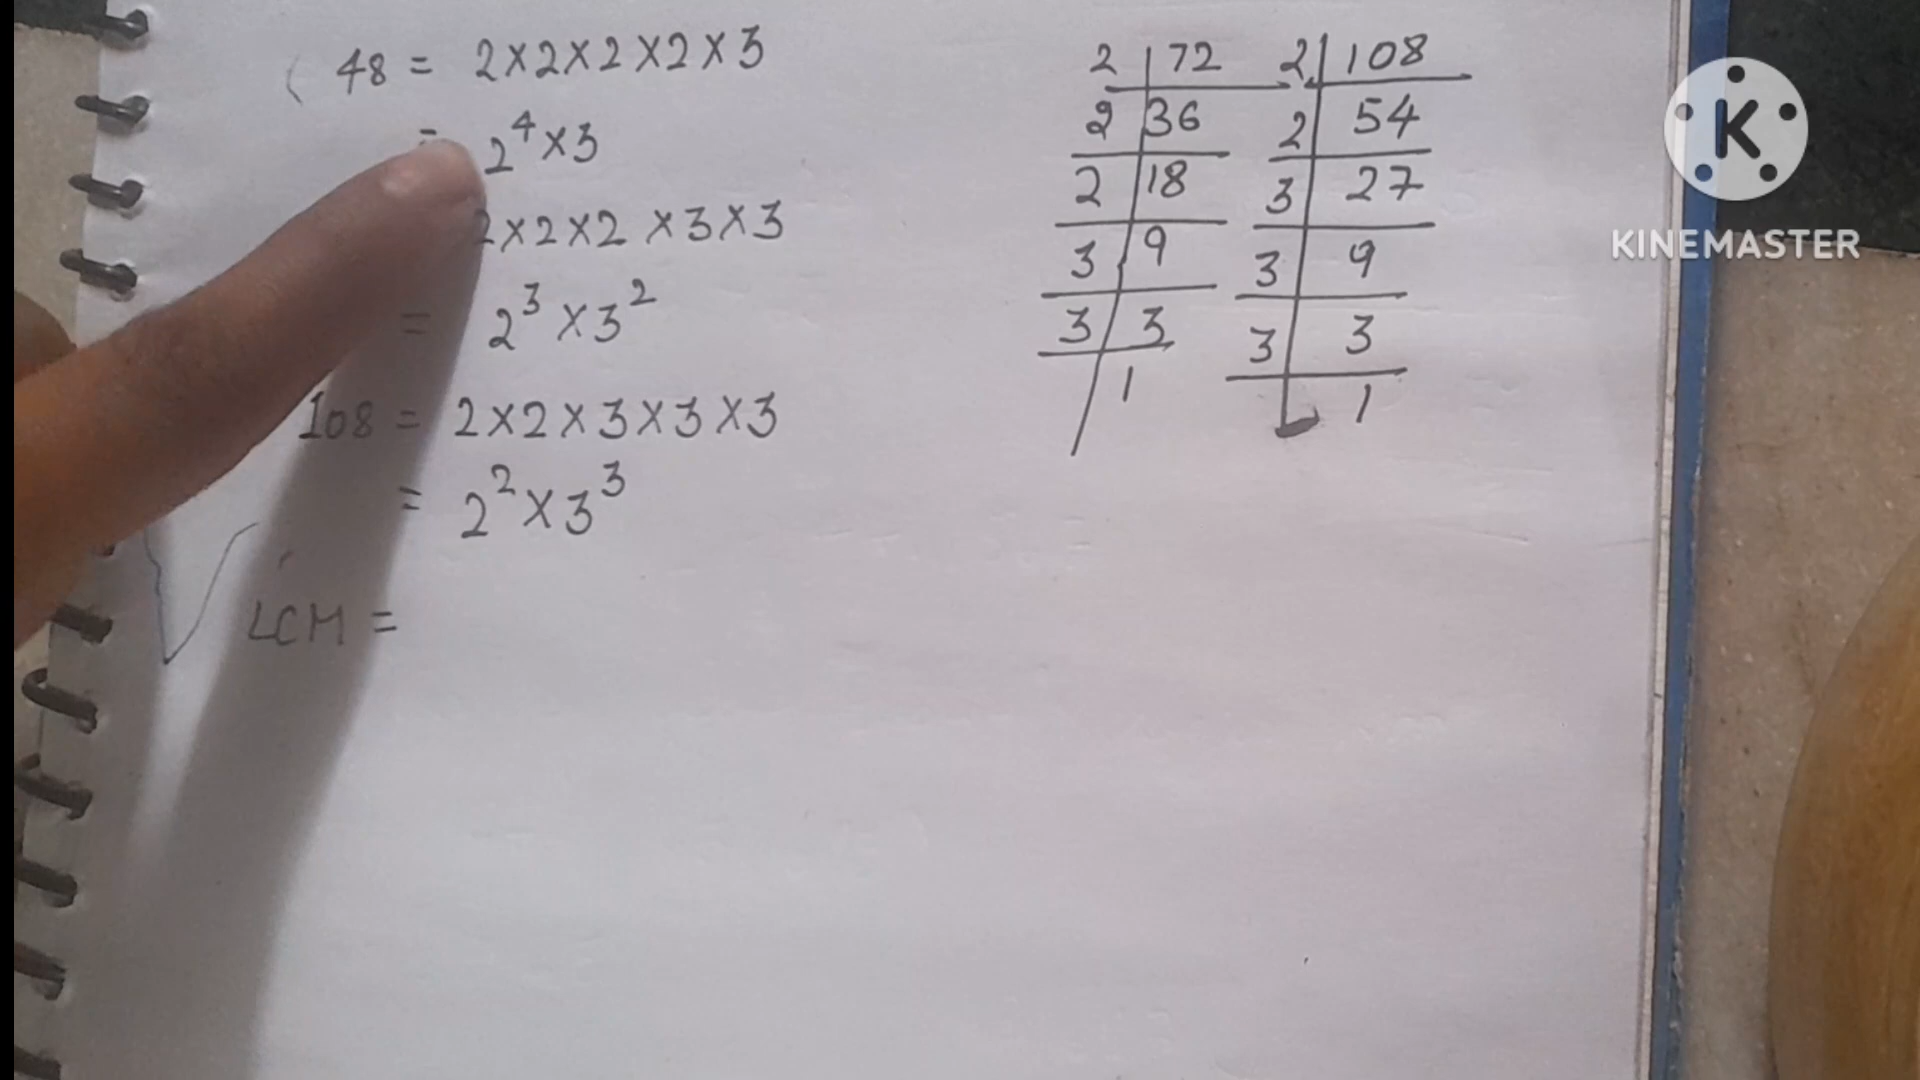 48 = 2×2×2×2×3
= 2⁴×3
2×2×2×3×3
= 2³×3²
108 = 2×2×3×3×3
= 2²×3³
LCM =
2 | 72
2 | 36
2 | 18
3 | 9
3 | 3
1
2 | 108
2 | 54
3 | 27
3 | 9
3 | 3
1
K
KINEMASTER